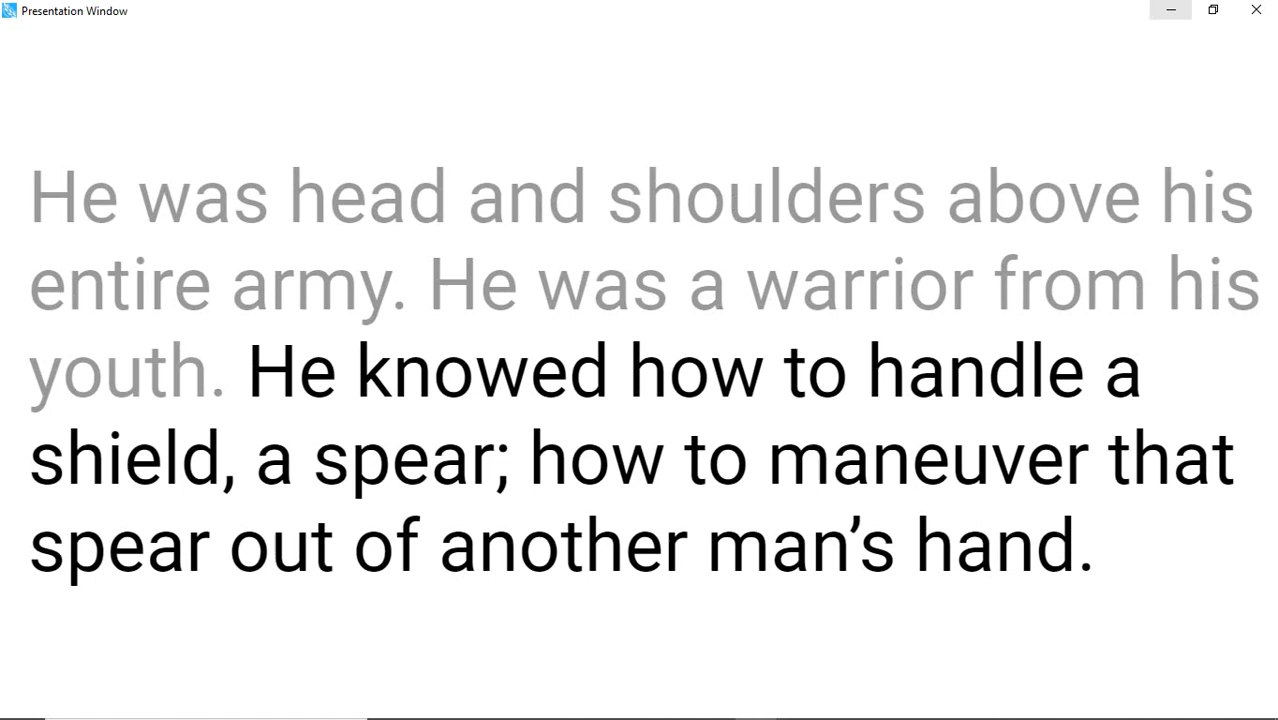 Presentation Window
He was head and shoulders above his
entire army. He was a warrior from his
youth. He knowed how to handle a
shield, a spear; how to maneuver that
spear out of another man’s hand.